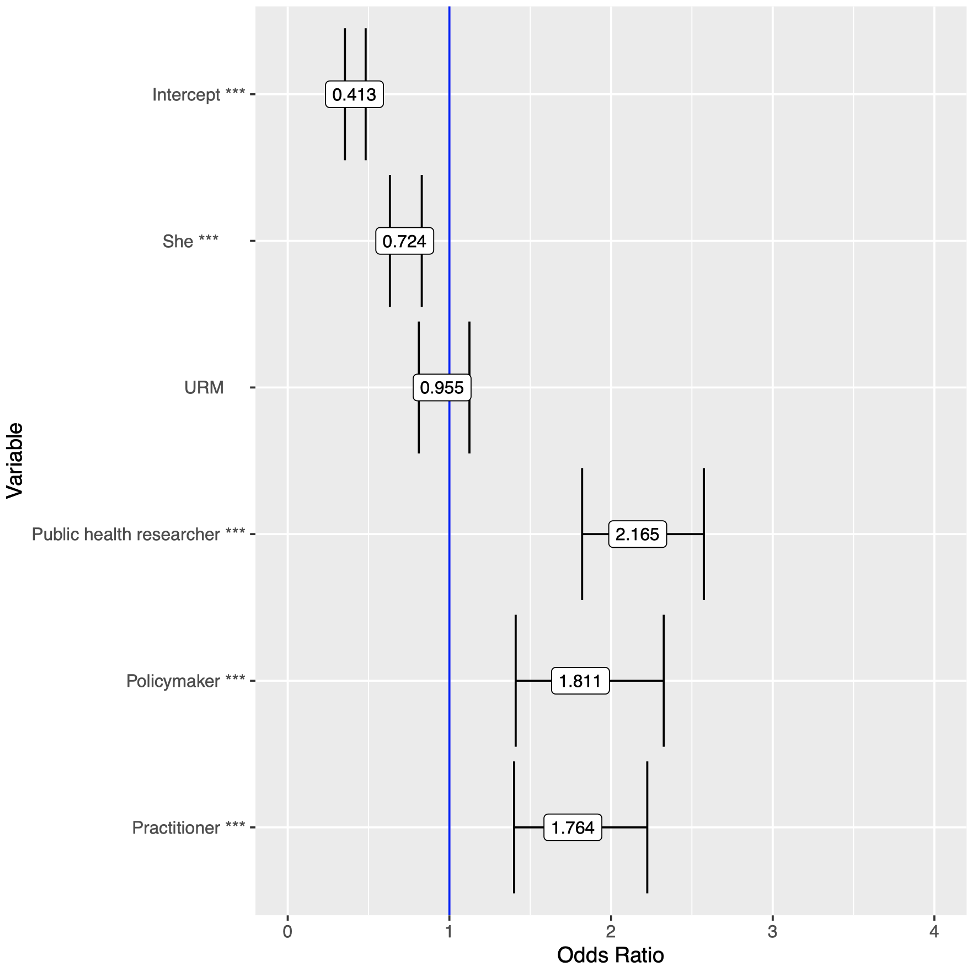 Intercept ***
0.413
She ***
0.724
URM
0.955
Variable
Public health researcher ***
2.165
Policymaker ***
1.811
Practitioner ***
1.764
0 1 2 3 4
Odds Ratio